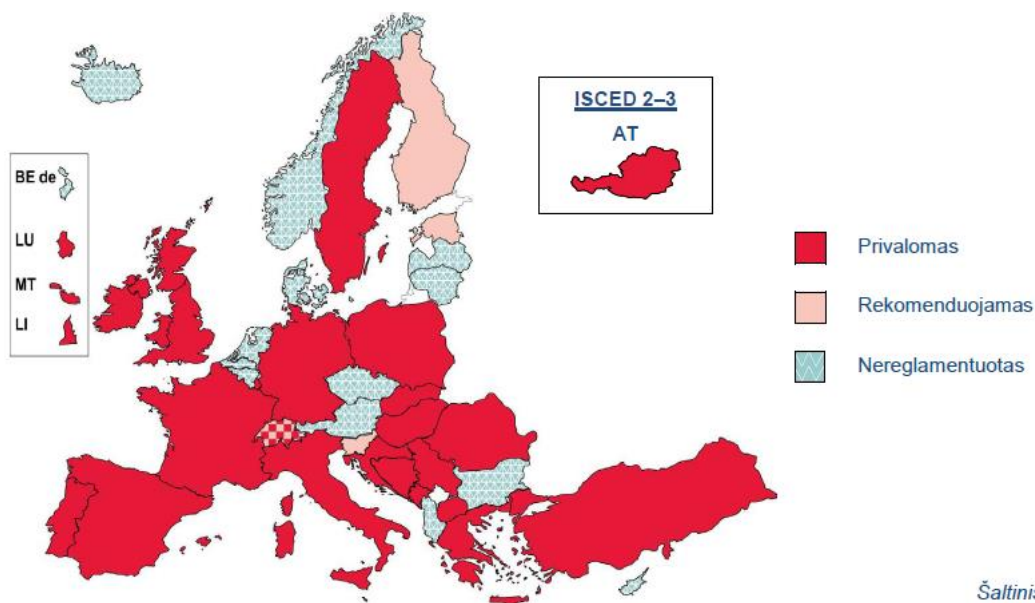 ISCED 2–3
AT
BE de
LU
MT
LI
Privalomas
Rekomenduojamas
Nereglamentuotas
Šaltinis